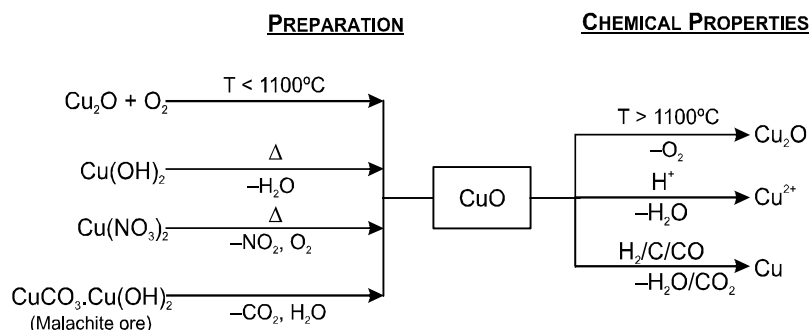 PREPARATION
CHEMICAL PROPERTIES
Cu₂O + O₂
T < 1100ºC
Cu(OH)₂
Δ
–H₂O
Cu(NO₃)₂
Δ
–NO₂, O₂
CuCO₃.Cu(OH)₂
(Malachite ore)
–CO₂, H₂O
CuO
T > 1100ºC
–O₂
Cu₂O
H⁺
–H₂O
Cu²⁺
H₂/C/CO
–H₂O/CO₂
Cu